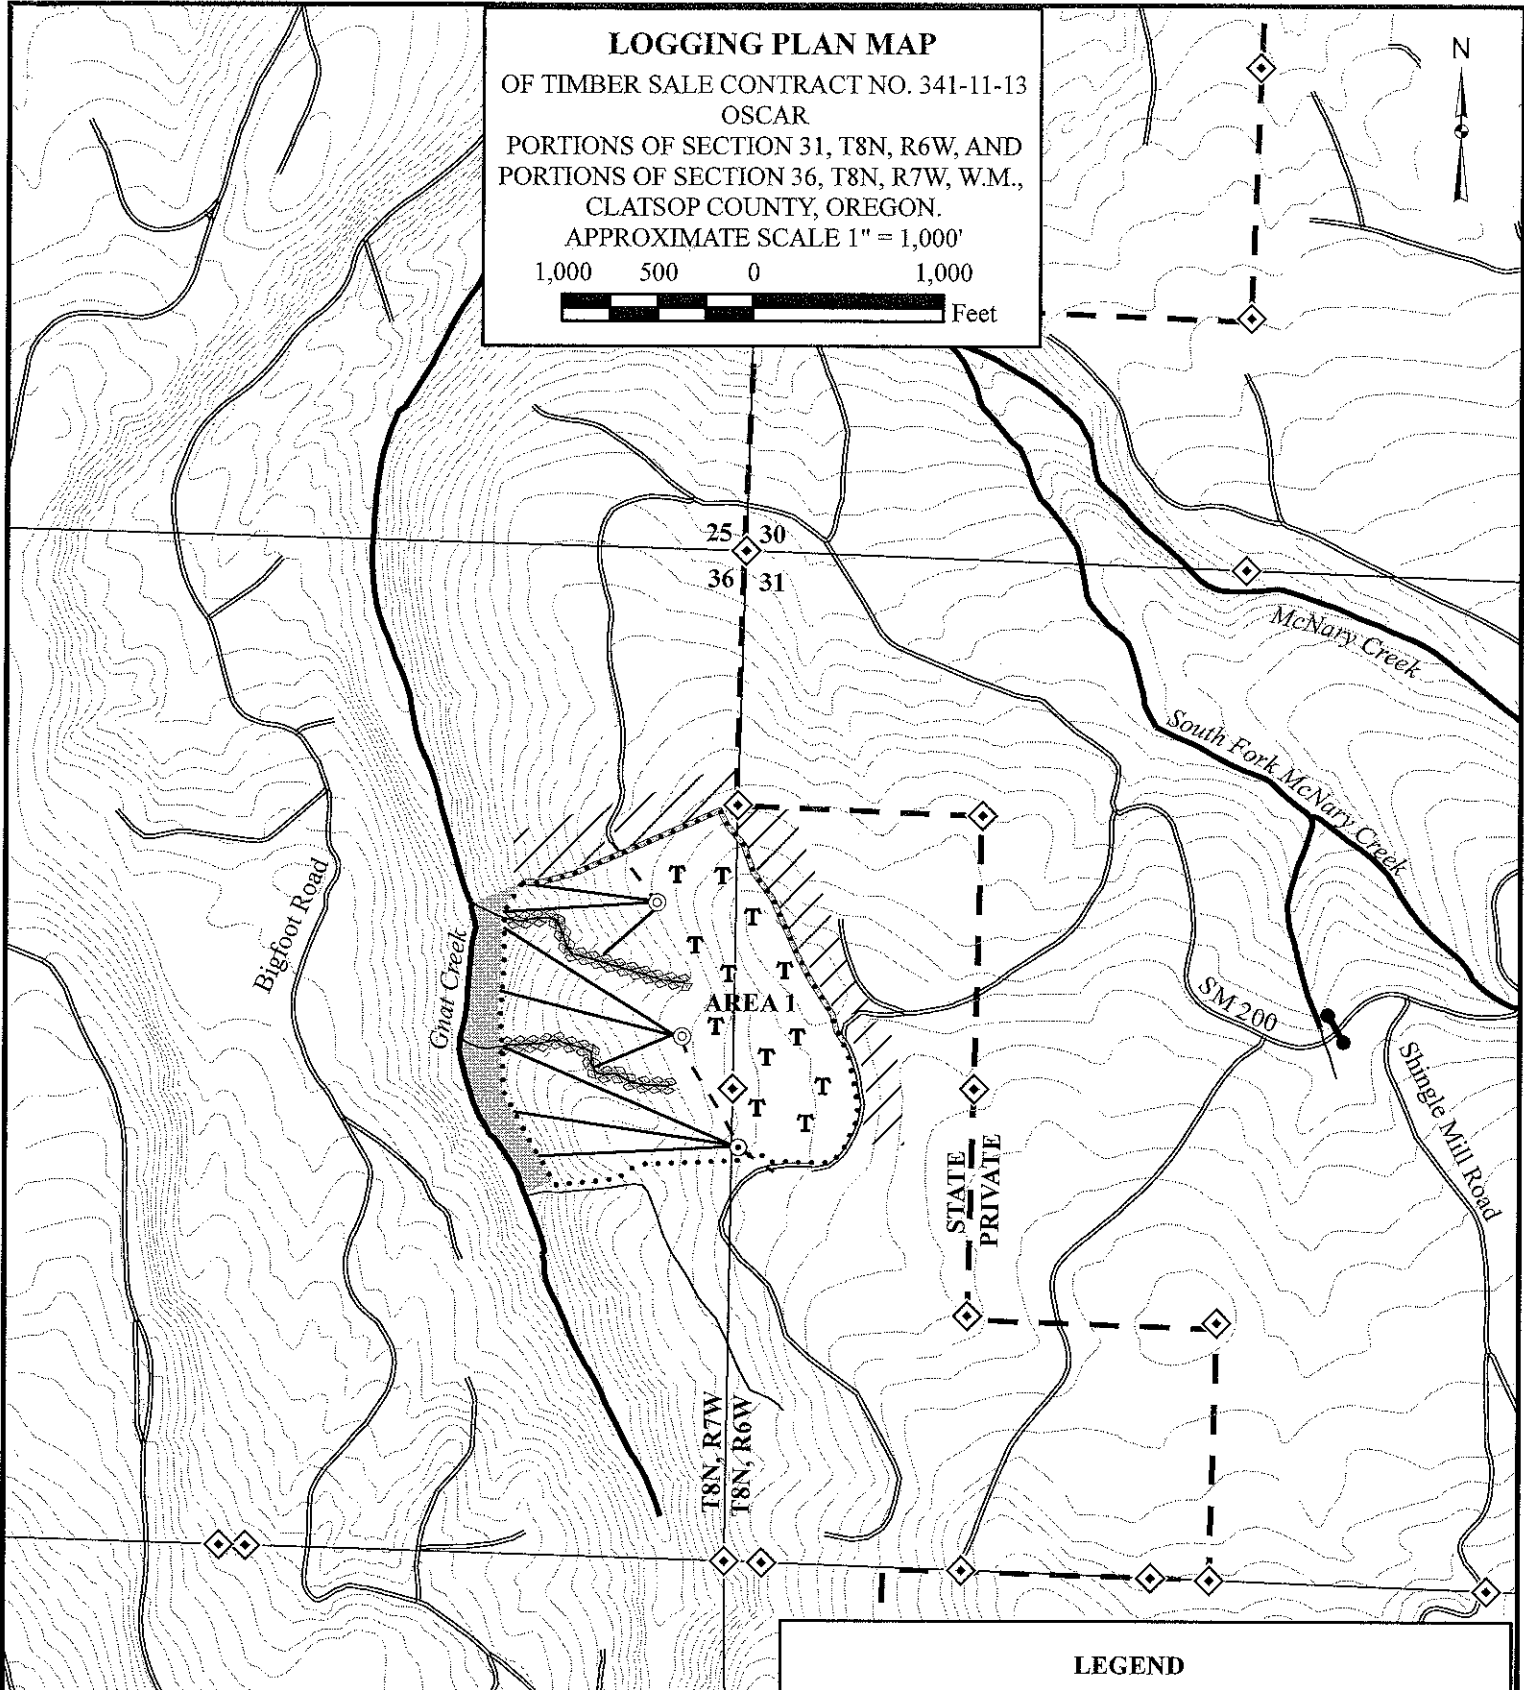 LOGGING PLAN MAP
OF TIMBER SALE CONTRACT NO. 341-11-13
OSCAR
PORTIONS OF SECTION 31, T8N, R6W, AND
PORTIONS OF SECTION 36, T8N, R7W, W.M.,
CLATSOP COUNTY, OREGON.
APPROXIMATE SCALE 1" = 1,000'
1,000 500 0 1,000
Feet
N
25 30
36 31
McNary Creek
South Fork McNary Creek
Bigfoot Road
Gnat Creek
T T
T
T
T T
AREA 1
T T
T
T
T
T
SM 200
Shingle Mill Road
STATE
PRIVATE
T8N, R7W
T8N, R6W
LEGEND